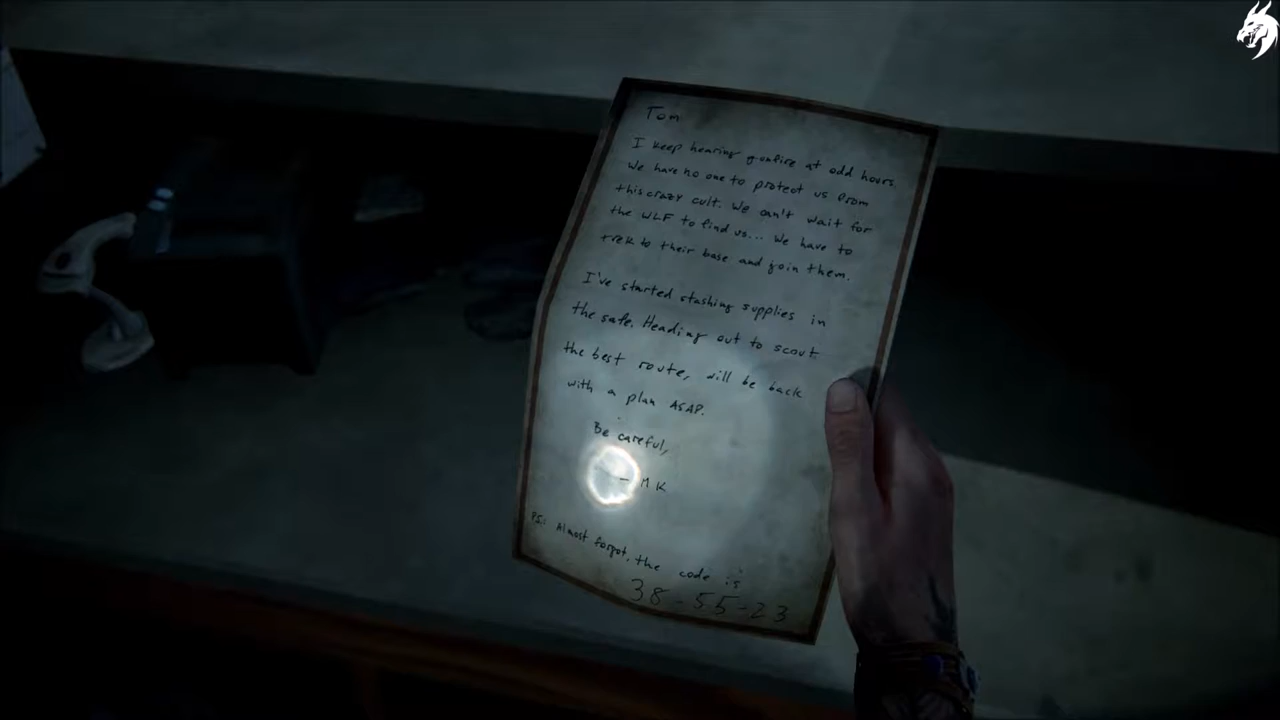 Tom
I keep hearing gunfire at odd hours.
We have no one to protect us from
this crazy cult. We can't wait for
the WLF to find us... We have to
trek to their base and join them.
I've started stashing supplies in
the safe. Heading out to scout
the best route, will be back
with a plan ASAP.
Be careful,
- MK
PS.: Almost forgot, the code is
38-55-23